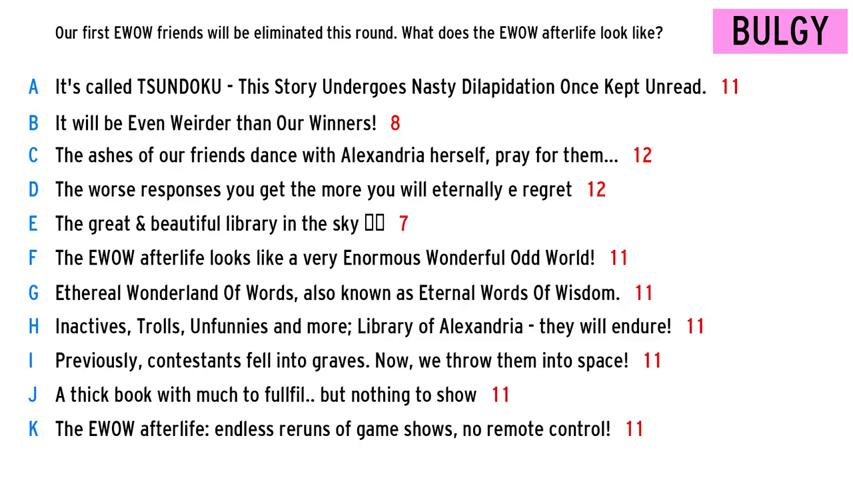 Our first EWOW friends will be eliminated this round. What does the EWOW afterlife look like?
BULGY
A It's called TSUNDOKU - This Story Undergoes Nasty Dilapidation Once Kept Unread. 11
B It will be Even Weirder than Our Winners! 8
C The ashes of our friends dance with Alexandria herself, pray for them... 12
D The worse responses you get the more you will eternally e regret 12
E The great & beautiful library in the sky 7
F The EWOW afterlife looks like a very Enormous Wonderful Odd World! 11
G Ethereal Wonderland Of Words, also known as Eternal Words Of Wisdom. 11
H Inactives, Trolls, Unfunnies and more; Library of Alexandria - they will endure! 11
I Previously, contestants fell into graves. Now, we throw them into space! 11
J A thick book with much to fullfil.. but nothing to show 11
K The EWOW afterlife: endless reruns of game shows, no remote control! 11